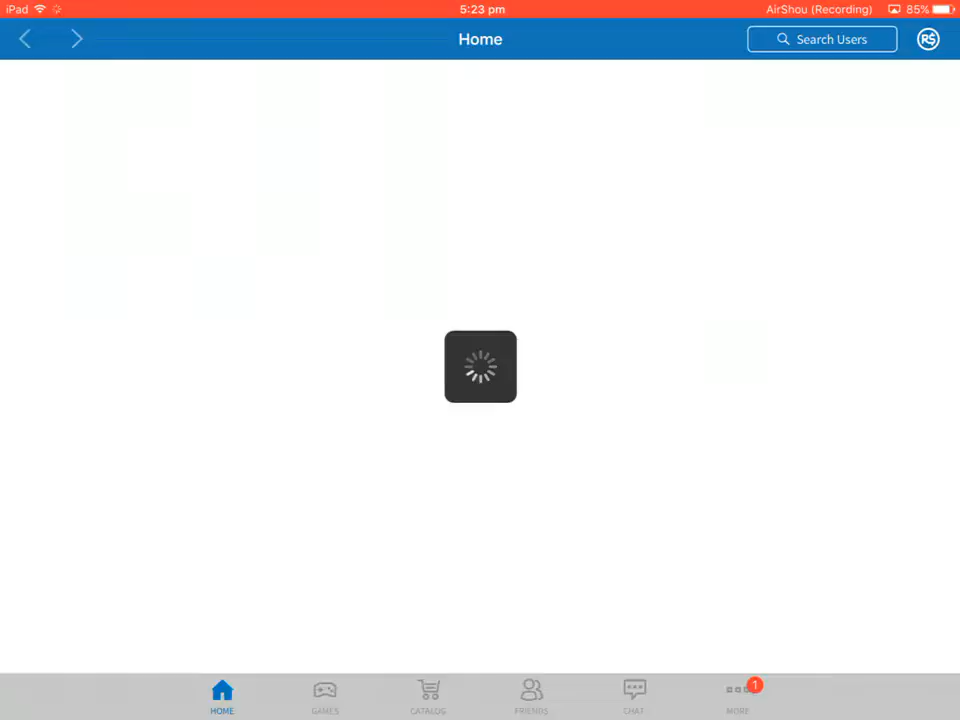 iPad 5:23 pm AirShou (Recording) 85%
Home Search Users R$
HOME GAMES CATALOG FRIENDS CHAT MORE 1